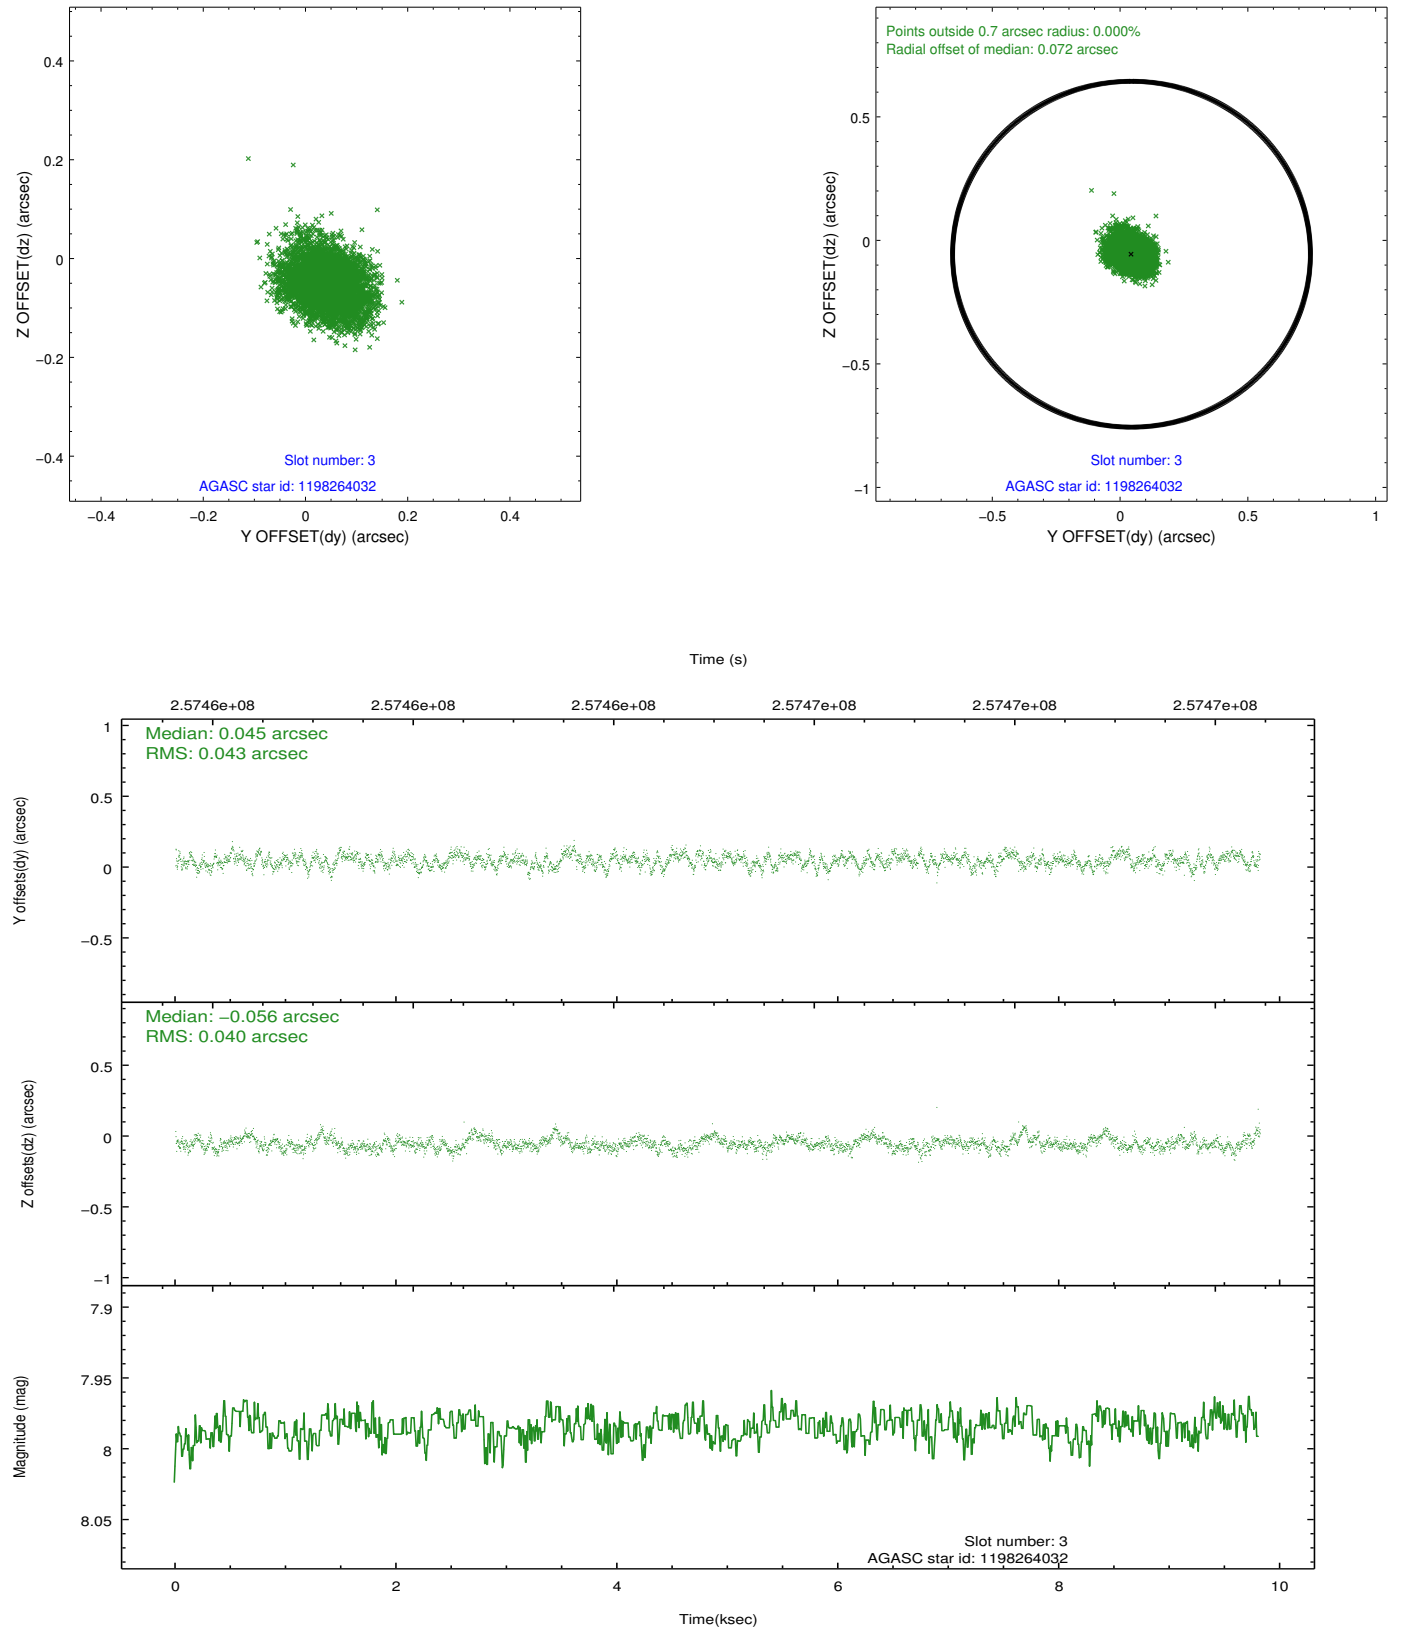 0.4
0.2
0
−0.2
−0.4
Z OFFSET(dz) (arcsec)
Slot number: 3
AGASC star id: 1198264032
−0.4 −0.2 0 0.2 0.4
Y OFFSET(dy) (arcsec)
Points outside 0.7 arcsec radius: 0.000%
Radial offset of median: 0.072 arcsec
0.5
0
−0.5
−1
Z OFFSET(dz) (arcsec)
Slot number: 3
AGASC star id: 1198264032
−0.5 0 0.5 1
Y OFFSET(dy) (arcsec)
Time (s)
2.5746e+08 2.5746e+08 2.5746e+08 2.5747e+08 2.5747e+08 2.5747e+08
Median: 0.045 arcsec
RMS: 0.043 arcsec
1
0.5
0
−0.5
Y offsets(dy) (arcsec)
Median: −0.056 arcsec
RMS: 0.040 arcsec
0.5
0
−0.5
−1
Z offsets(dz) (arcsec)
7.9
7.95
8
8.05
Magnitude (mag)
Slot number: 3
AGASC star id: 1198264032
0 2 4 6 8 10
Time(ksec)